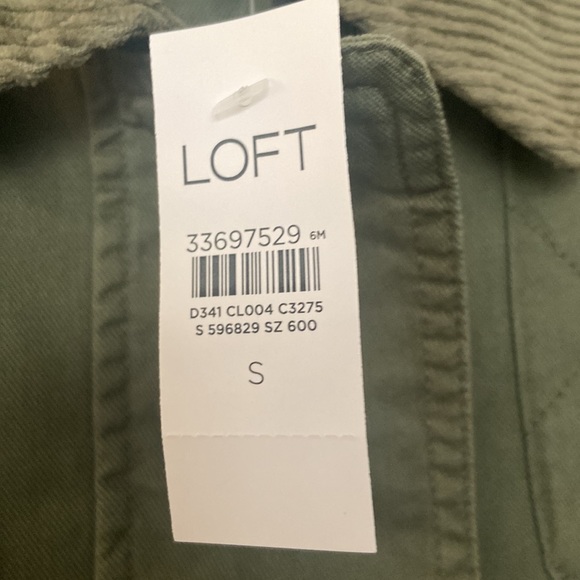 LOFT
33697529 6M
D341 CL004 C3275
S 596829 SZ 600
S